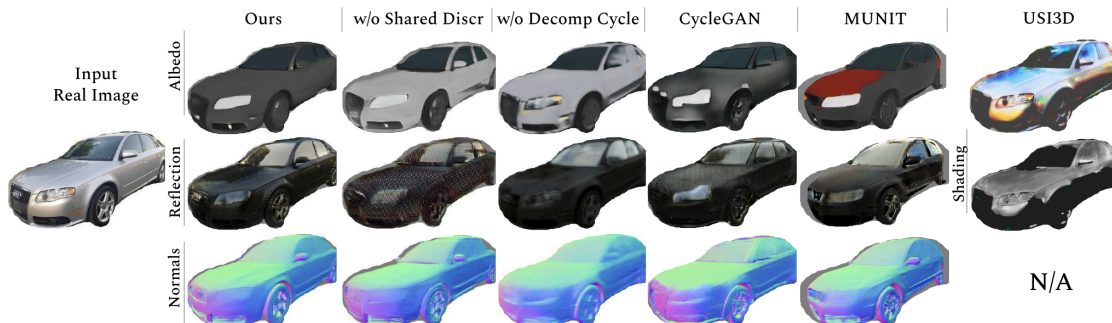 Ours
w/o Shared Discr
w/o Decomp Cycle
CycleGAN
MUNIT
USI3D
Input
Real Image
Albedo
Reflection
Shading
Normals
N/A